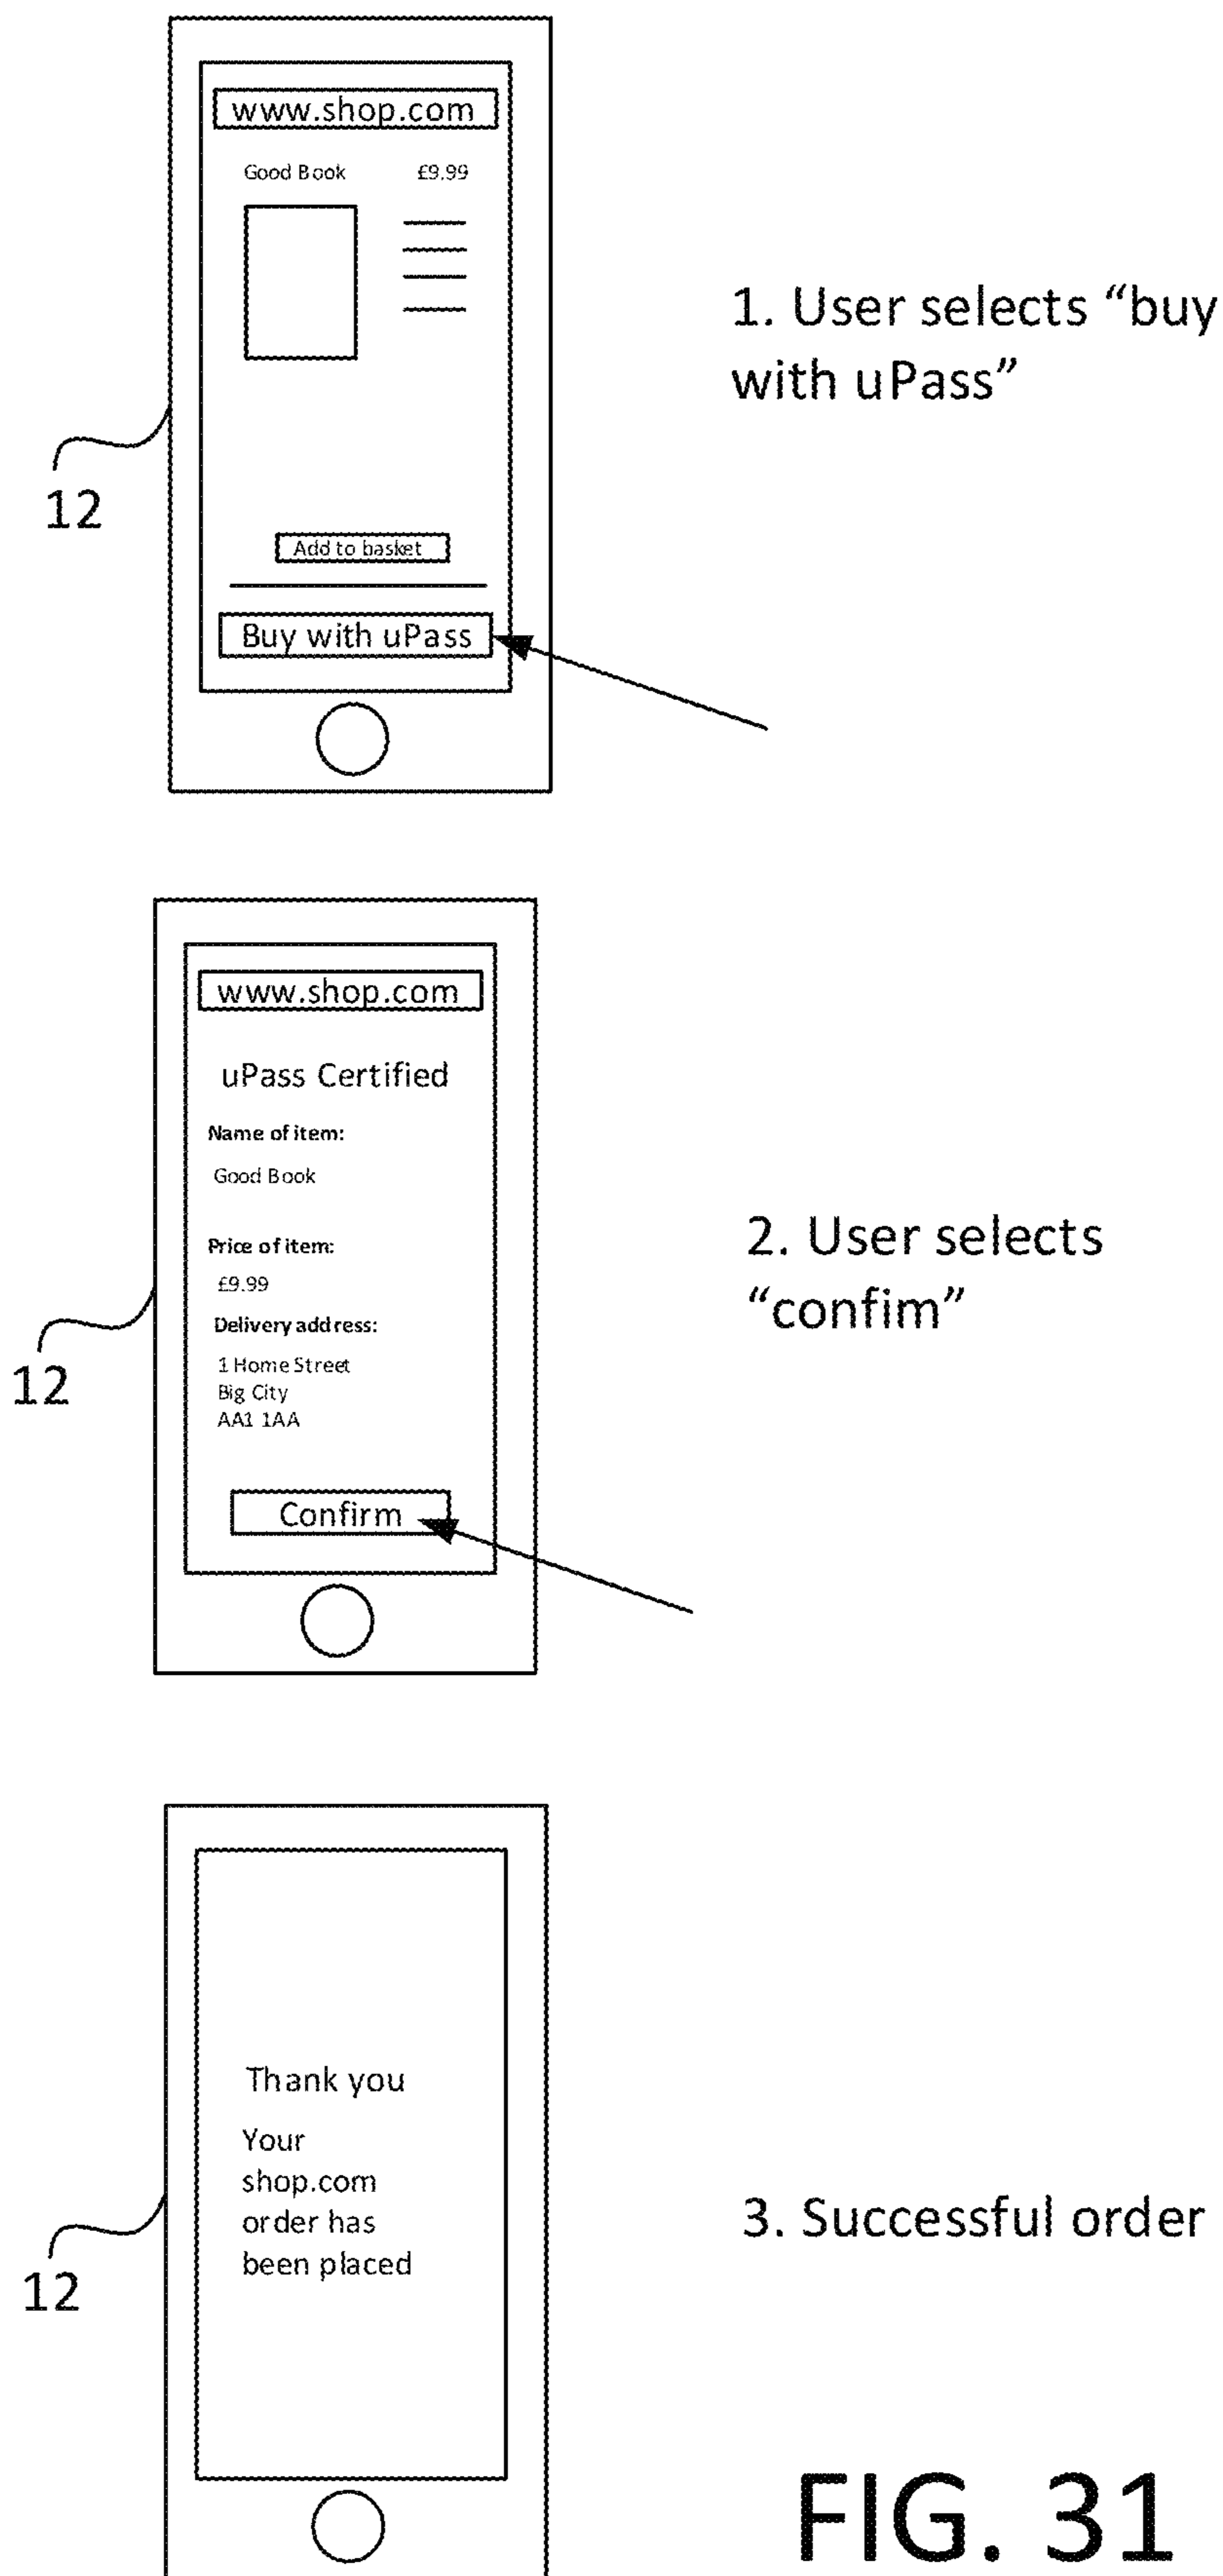 www.shop.com
Good Book £9.99
1. User selects “buy
with uPass”
12
Add to basket
Buy with uPass
www.shop.com
uPass Certified
Name of item:
Good Book
Price of item:
£9.99
Delivery address:
1 Home Street
Big City
AA1 1AA
2. User selects
“confim”
12
Confirm
Thank you
Your
shop.com
order has
been placed
3. Successful order
12
FIG. 31